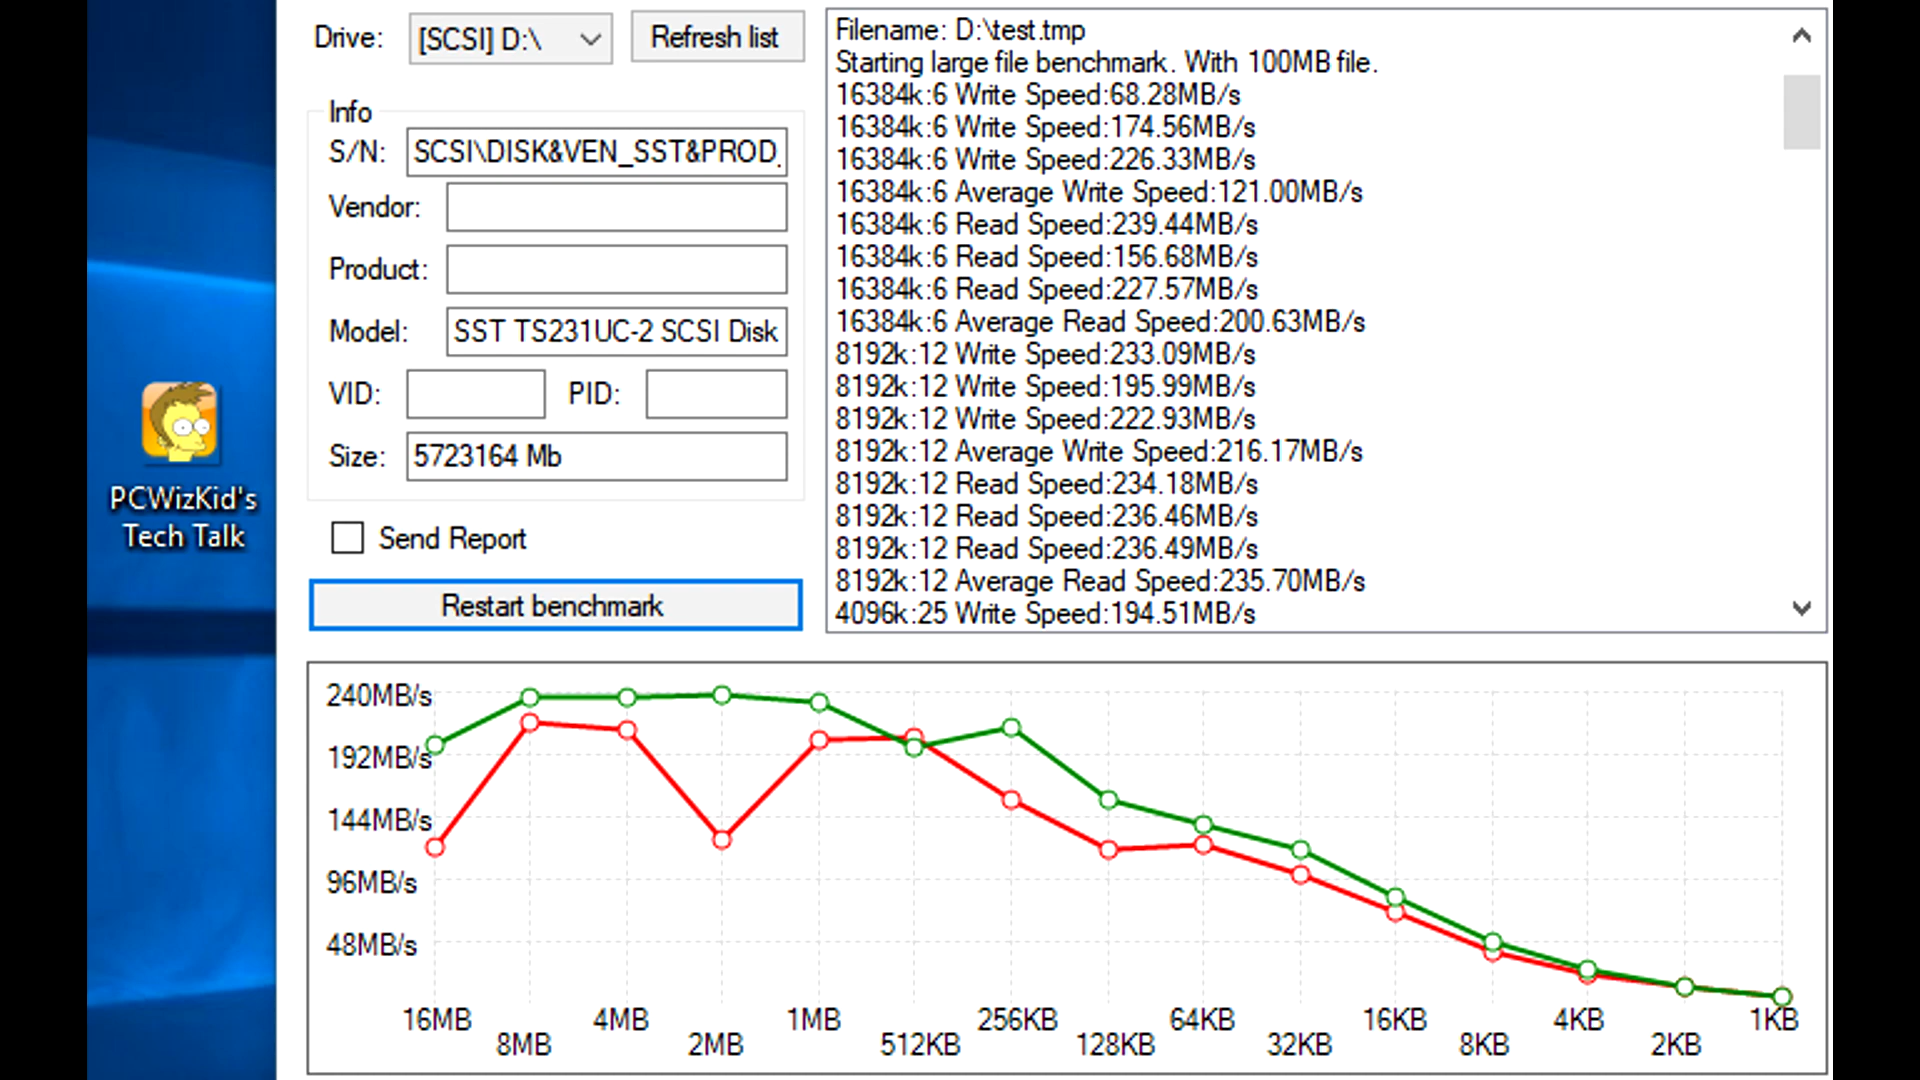 Drive:
[SCSI] D:\
Refresh list
Info
S/N:
SCSI\DISK&VEN_SST&PROD_
Vendor:
Product:
Model:
SST TS231UC-2 SCSI Disk
VID:
PID:
Size:
5723164 Mb
Send Report
Restart benchmark
PCWizKid's
Tech Talk
Filename: D:\test.tmp
Starting large file benchmark. With 100MB file.
16384k:6 Write Speed:68.28MB/s
16384k:6 Write Speed:174.56MB/s
16384k:6 Write Speed:226.33MB/s
16384k:6 Average Write Speed:121.00MB/s
16384k:6 Read Speed:239.44MB/s
16384k:6 Read Speed:156.68MB/s
16384k:6 Read Speed:227.57MB/s
16384k:6 Average Read Speed:200.63MB/s
8192k:12 Write Speed:233.09MB/s
8192k:12 Write Speed:195.99MB/s
8192k:12 Write Speed:222.93MB/s
8192k:12 Average Write Speed:216.17MB/s
8192k:12 Read Speed:234.18MB/s
8192k:12 Read Speed:236.46MB/s
8192k:12 Read Speed:236.49MB/s
8192k:12 Average Read Speed:235.70MB/s
4096k:25 Write Speed:194.51MB/s
240MB/s
192MB/s
144MB/s
96MB/s
48MB/s
16MB
8MB
4MB
2MB
1MB
512KB
256KB
128KB
64KB
32KB
16KB
8KB
4KB
2KB
1KB